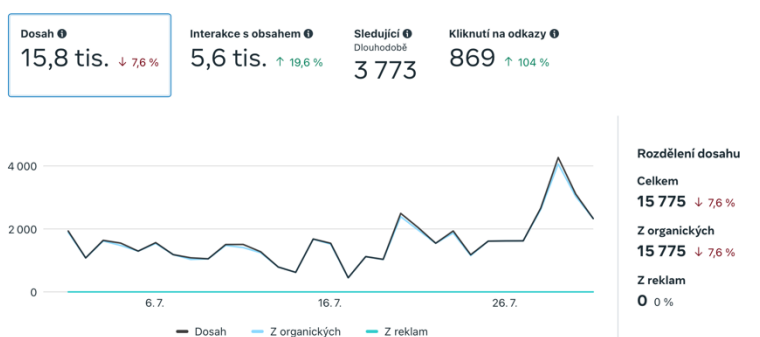 Dosah
15,8 tis. ↓ 7,6 %
Interakce s obsahem
5,6 tis. ↑ 19,6 %
Sledující
Dlouhodobě
3 773
Kliknutí na odkazy
869 ↑ 104 %
4 000
2 000
0
6. 7.
16. 7.
26. 7.
Dosah
Z organických
Z reklam
Rozdělení dosahu
Celkem
15 775 ↓ 7,6 %
Z organických
15 775 ↓ 7,6 %
Z reklam
0 0 %